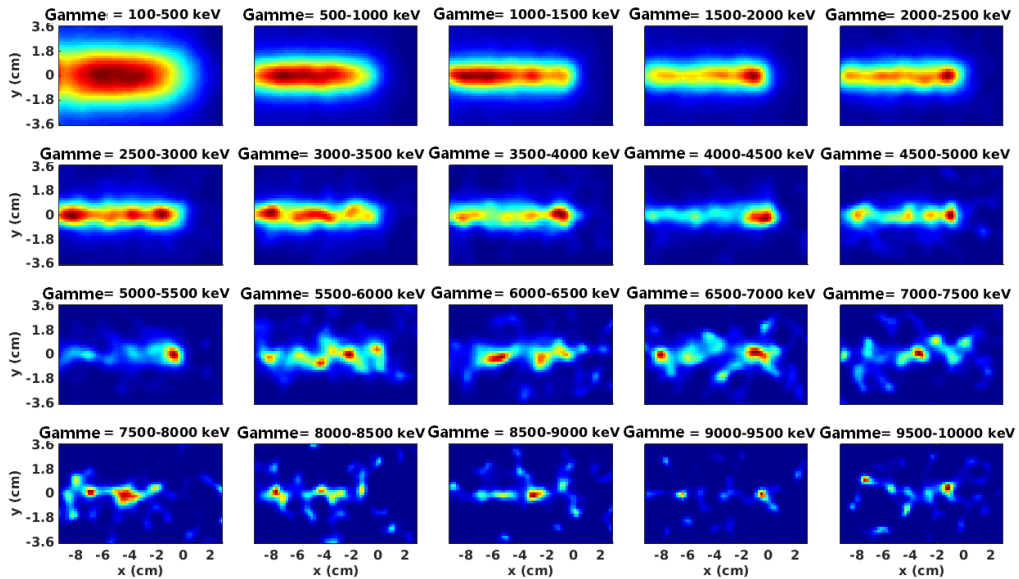 Gamme = 100-500 keV Gamme = 500-1000 keV Gamme = 1000-1500 keV Gamme = 1500-2000 keV Gamme = 2000-2500 keV
3.6
1.8
y (cm) 0
-1.8
-3.6
Gamme = 2500-3000 keV Gamme= 3000-3500 keV Gamme= 3500-4000 keV Gamme= 4000-4500 keV Gamme= 4500-5000 keV
3.6
1.8
y (cm) 0
-1.8
-3.6
Gamme= 5000-5500 keV Gamme= 5500-6000 keV Gamme= 6000-6500 keV Gamme= 6500-7000 keV Gamme= 7000-7500 keV
3.6
1.8
y (cm) 0
-1.8
-3.6
Gamme = 7500-8000 keV Gamme = 8000-8500 keV Gamme = 8500-9000 keV Gamme = 9000-9500 keV Gamme = 9500-10000 keV
3.6
1.8
y (cm) 0
-1.8
-3.6
-8 -6 -4 -2 0 2 -8 -6 -4 -2 0 2 -8 -6 -4 -2 0 2 -8 -6 -4 -2 0 2 -8 -6 -4 -2 0 2
x (cm) x (cm) x (cm) x (cm) x (cm)